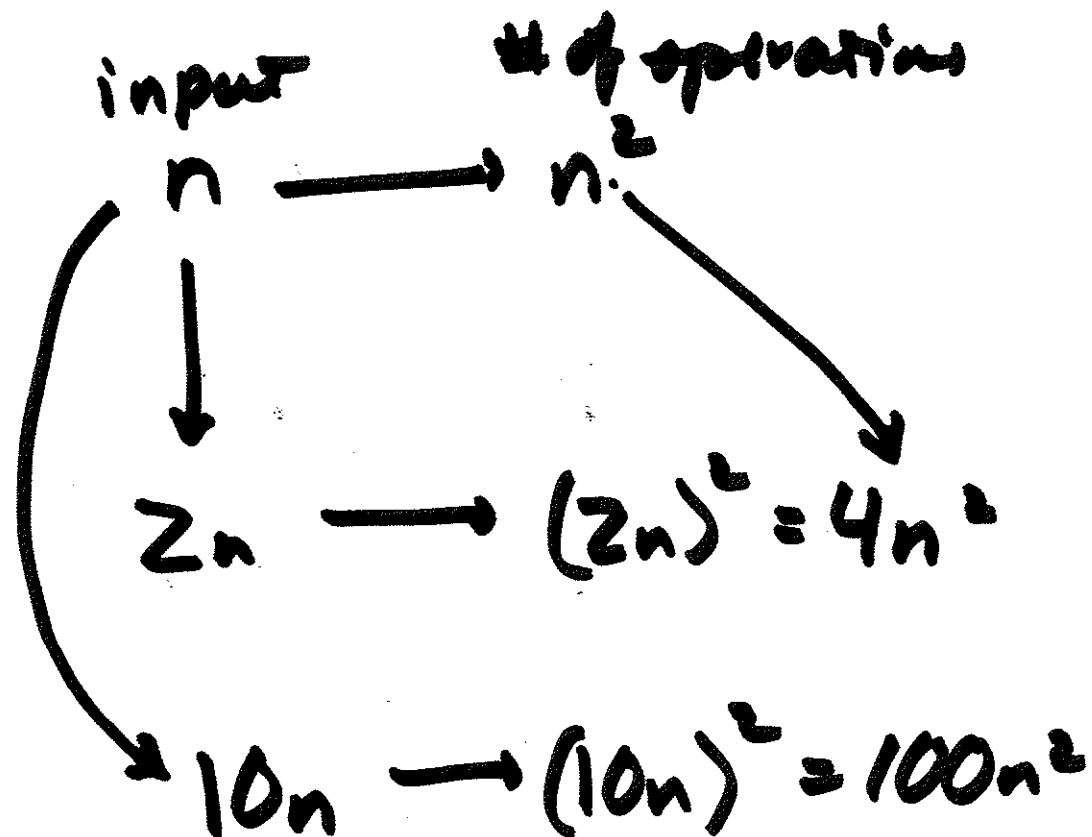 input # of operations
n → n²
2n → (2n)² = 4n²
10n → (10n)² = 100n²